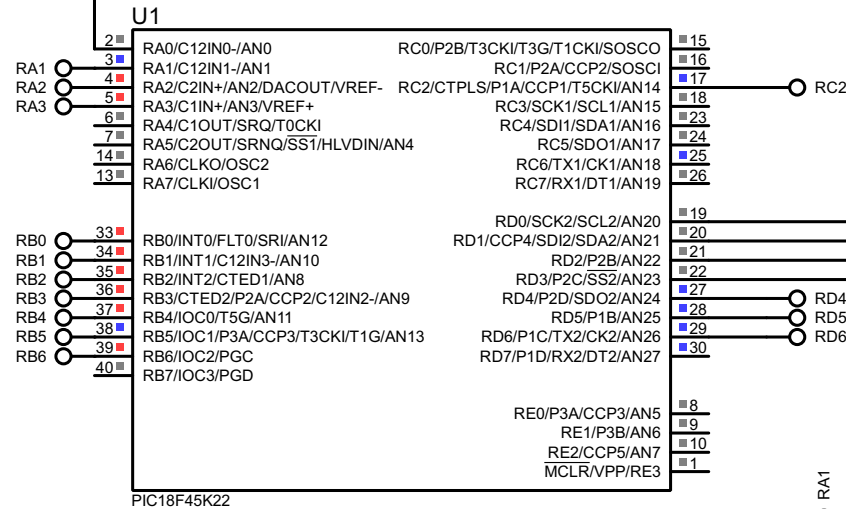 U1
2 RA0/C12IN0-/AN0 RC0/P2B/T3CKI/T3G/T1CKI/SOSCO 15
RA1 3 RA1/C12IN1-/AN1 RC1/P2A/CCP2/SOSCI 16
RA2 4 RA2/C2IN+/AN2/DACOUT/VREF- RC2/CTPLS/P1A/CCP1/T5CKI/AN14 17 RC2
RA3 5 RA3/C1IN+/AN3/VREF+ RC3/SCK1/SCL1/AN15 18
6 RA4/C1OUT/SRQ/T0CKI RC4/SDI1/SDA1/AN16 23
7 RA5/C2OUT/SRNQ/SS1/HLVDIN/AN4 RC5/SDO1/AN17 24
14 RA6/CLKO/OSC2 RC6/TX1/CK1/AN18 25
13 RA7/CLKI/OSC1 RC7/RX1/DT1/AN19 26
RD0/SCK2/SCL2/AN20 19
RB0 33 RB0/INT0/FLT0/SRI/AN12 RD1/CCP4/SDI2/SDA2/AN21 20
RB1 34 RB1/INT1/C12IN3-/AN10 RD2/P2B/AN22 21
RB2 35 RB2/INT2/CTED1/AN8 RD3/P2C/SS2/AN23 22
RB3 36 RB3/CTED2/P2A/CCP2/C12IN2-/AN9 RD4/P2D/SDO2/AN24 27 RD4
RB4 37 RB4/IOC0/T5G/AN11 RD5/P1B/AN25 28 RD5
RB5 38 RB5/IOC1/P3A/CCP3/T3CKI/T1G/AN13 RD6/P1C/TX2/CK2/AN26 29 RD6
RB6 39 RB6/IOC2/PGC RD7/P1D/RX2/DT2/AN27 30
40 RB7/IOC3/PGD
RE0/P3A/CCP3/AN5 8
RE1/P3B/AN6 9
RE2/CCP5/AN7 10
MCLR/VPP/RE3 1
PIC18F45K22
RA1